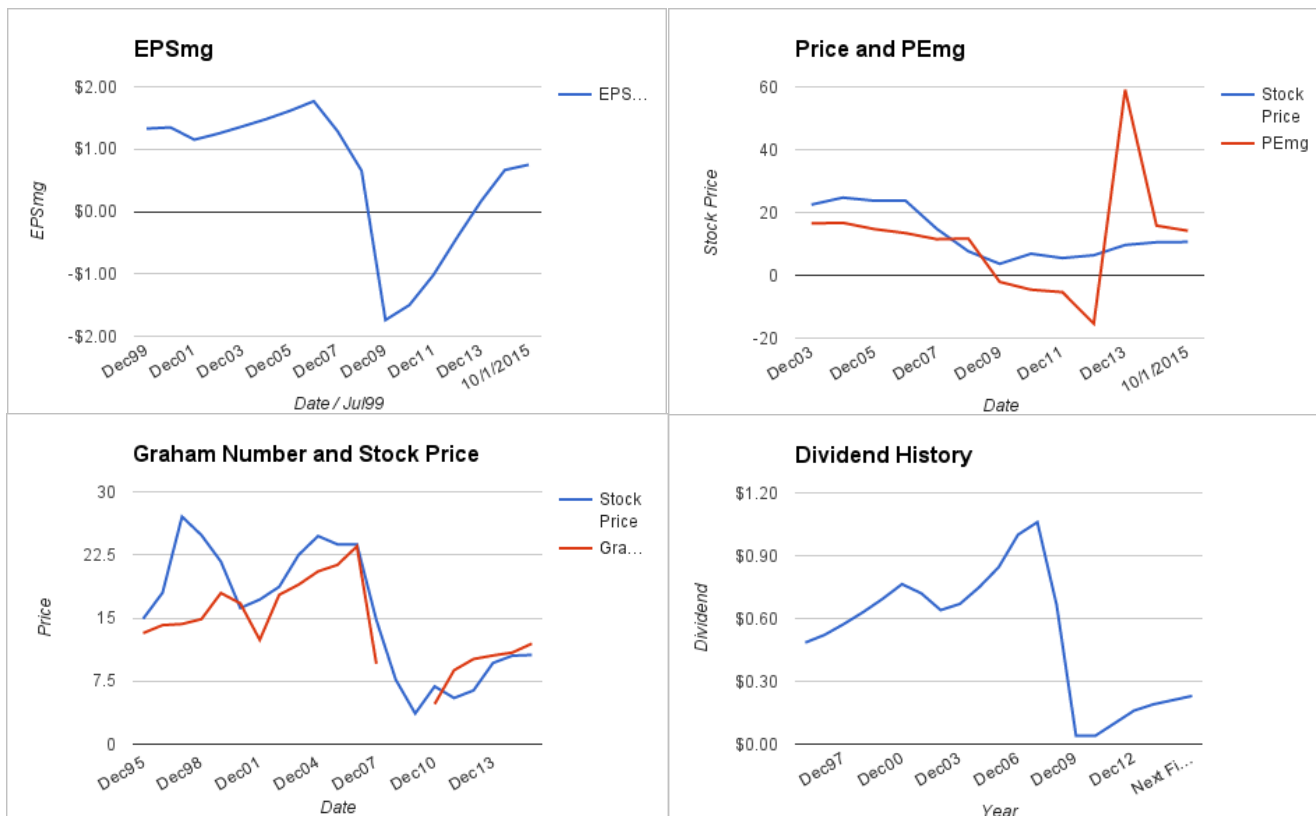 EPSmg
$2.00
$1.00
$0.00
-$1.00
-$2.00
EPSmg
EPS...
Dec99
Dec01
Dec03
Dec05
Dec07
Dec09
Dec11
Dec13
10/1/2015
Date / Jul99
Price and PEmg
60
40
20
0
-20
Stock Price
Stock
Price
PEmg
Dec03
Dec05
Dec07
Dec09
Dec11
Dec13
10/1/2015
Date
Graham Number and Stock Price
30
22.5
15
7.5
0
Price
Stock
Price
Gra...
Dec95
Dec98
Dec01
Dec04
Dec07
Dec10
Dec13
Date
Dividend History
$1.20
$0.90
$0.60
$0.30
$0.00
Dividend
Dec97
Dec00
Dec03
Dec06
Dec09
Dec12
Next Fi...
Year